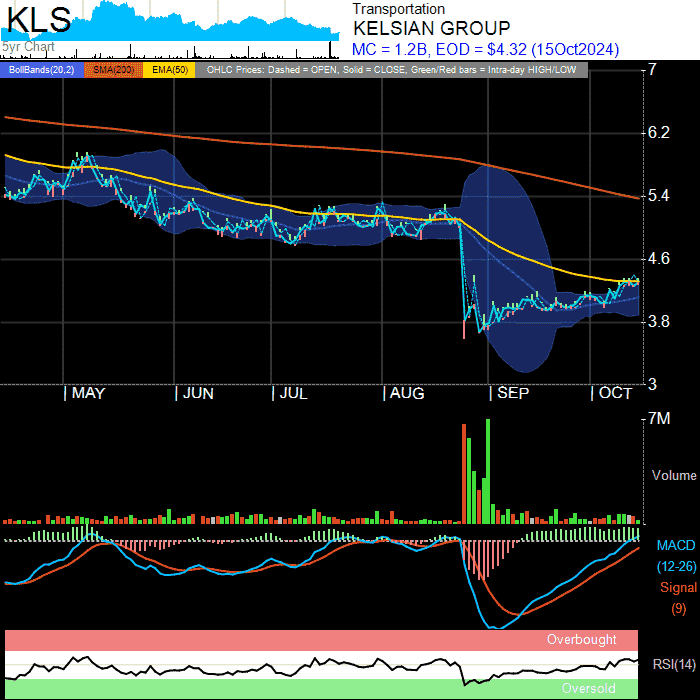 KLS
5yr Chart
Transportation
KELSIAN GROUP
MC = 1.2B, EOD = $4.32 (15Oct2024)
BollBands(20,2) SMA(200) EMA(50) OHLC Prices: Dashed = OPEN, Solid = CLOSE, Green/Red bars = Intra-day HIGH/LOW
7
6.2
5.4
4.6
3.8
3
| MAY | JUN | JUL | AUG | SEP | OCT
7M
Volume
MACD
(12-26)
Signal
(9)
Overbought
RSI(14)
Oversold